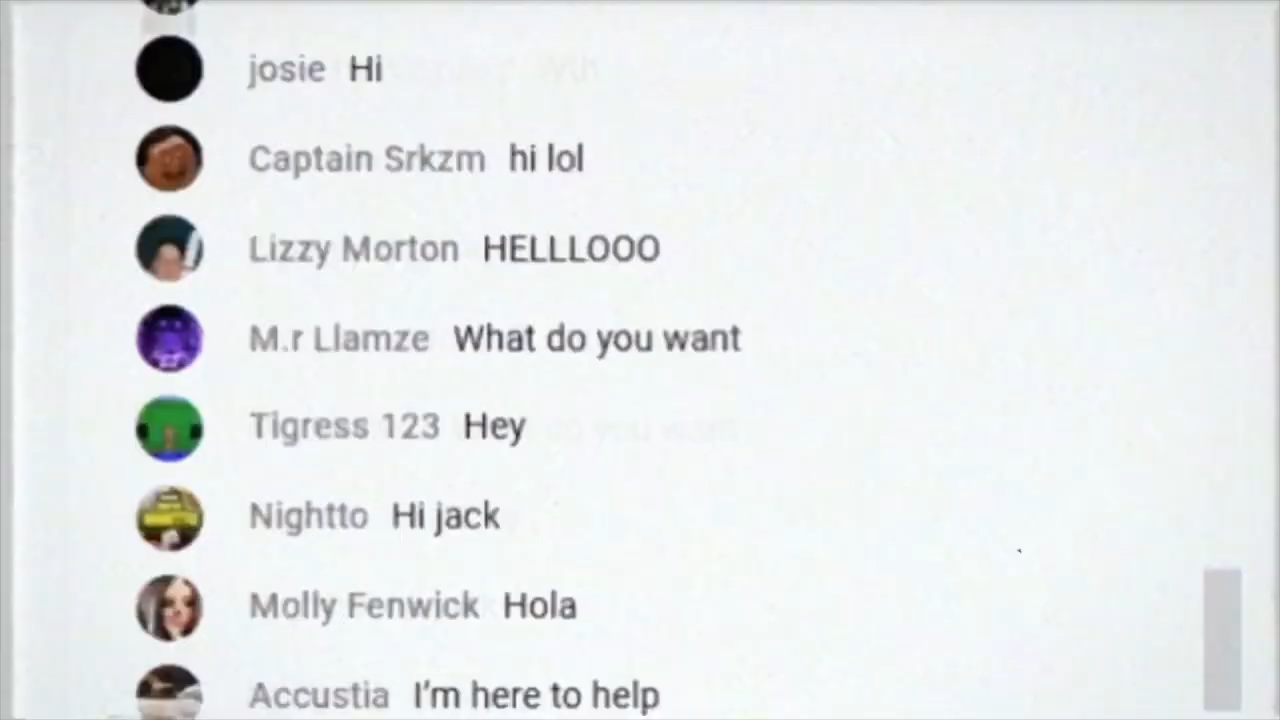 josie Hi
Captain Srkzm hi lol
Lizzy Morton HELLLOOO
M.r Llamze What do you want
Tigress 123 Hey
Nightto Hi jack
Molly Fenwick Hola
Accustia I'm here to help